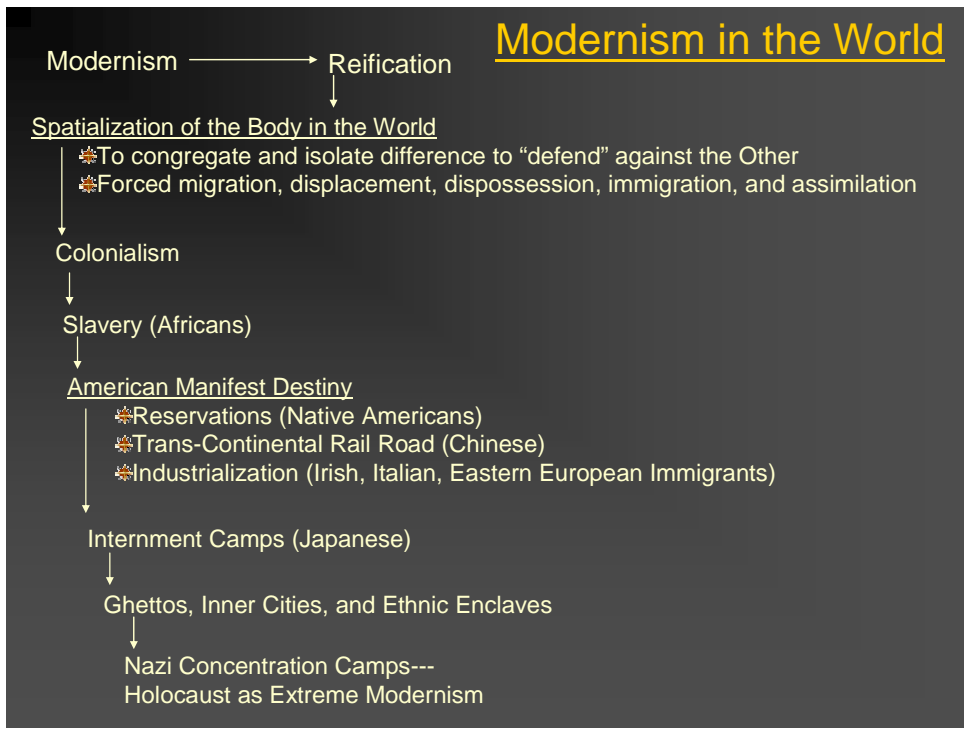 Modernism in the World
Modernism
Reification
Spatialization of the Body in the World
To congregate and isolate difference to “defend” against the Other
Forced migration, displacement, dispossession, immigration, and assimilation
Colonialism
Slavery (Africans)
American Manifest Destiny
Reservations (Native Americans)
Trans-Continental Rail Road (Chinese)
Industrialization (Irish, Italian, Eastern European Immigrants)
Internment Camps (Japanese)
Ghettos, Inner Cities, and Ethnic Enclaves
Nazi Concentration Camps---
Holocaust as Extreme Modernism